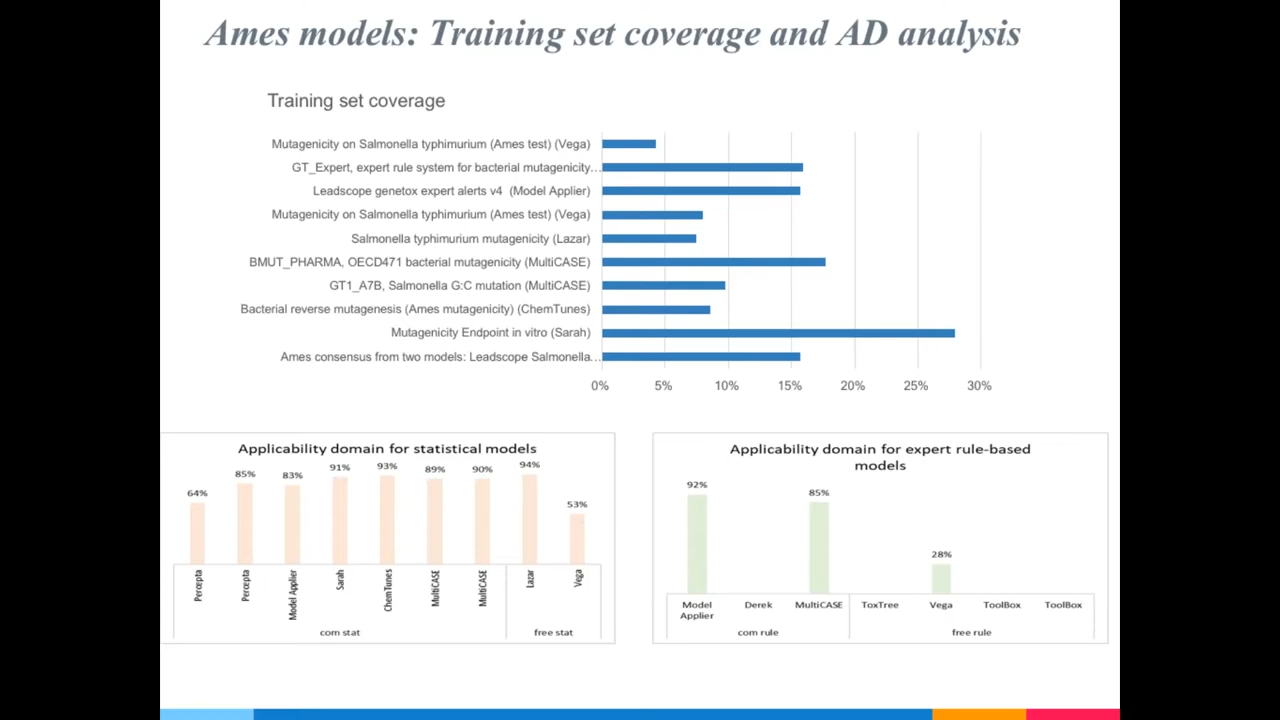 Ames models: Training set coverage and AD analysis
Training set coverage
Mutagenicity on Salmonella typhimurium (Ames test) (Vega)
GT_Expert, expert rule system for bacterial mutagenicity...
Leadscope genetox expert alerts v4 (Model Applier)
Mutagenicity on Salmonella typhimurium (Ames test) (Vega)
Salmonella typhimurium mutagenicity (Lazar)
BMUT_PHARMA, OECD471 bacterial mutagenicity (MultiCASE)
GT1_A7B, Salmonella G:C mutation (MultiCASE)
Bacterial reverse mutagenesis (Ames mutagenicity) (ChemTunes)
Mutagenicity Endpoint in vitro (Sarah)
Ames consensus from two models: Leadscope Salmonella...
0% 5% 10% 15% 20% 25% 30%
Applicability domain for statistical models
64% 85% 83% 91% 93% 89% 90% 94% 53%
Percepta
Percepta
Model Applier
Sarah
ChemTunes
MultiCASE
MultiCASE
Lazar
Vega
com stat free stat
Applicability domain for expert rule-based
models
92% 85% 28%
Model Derek MultiCASE ToxTree Vega ToolBox ToolBox
Applier
com rule free rule